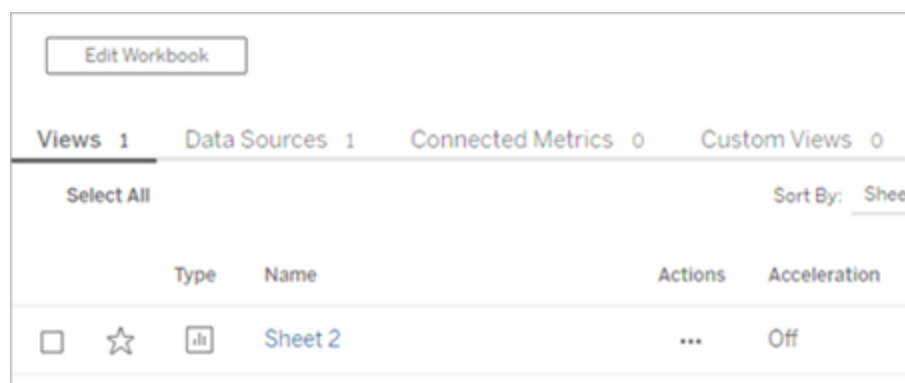 Edit Workbook
Views 1 Data Sources 1 Connected Metrics 0 Custom Views 0
Select All Sort By: Shee
Type Name Actions Acceleration
Sheet 2 ... Off